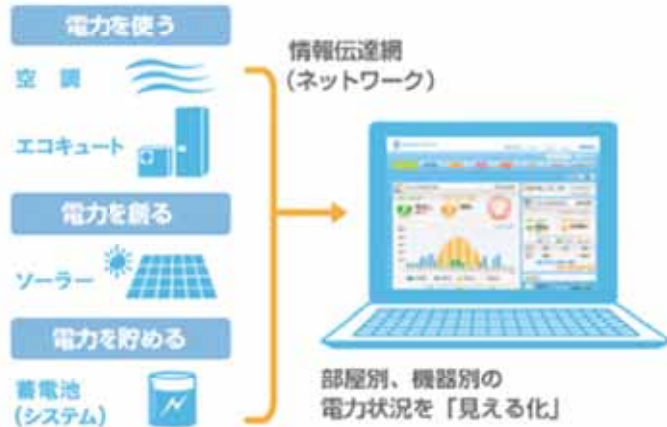 電力を使う
空 調
エコキュート
電力を創る
ソーラー
電力を貯める
蓄電池
(システム)
情報伝達網
(ネットワーク)
部屋別、機器別の
電力状況を「見える化」